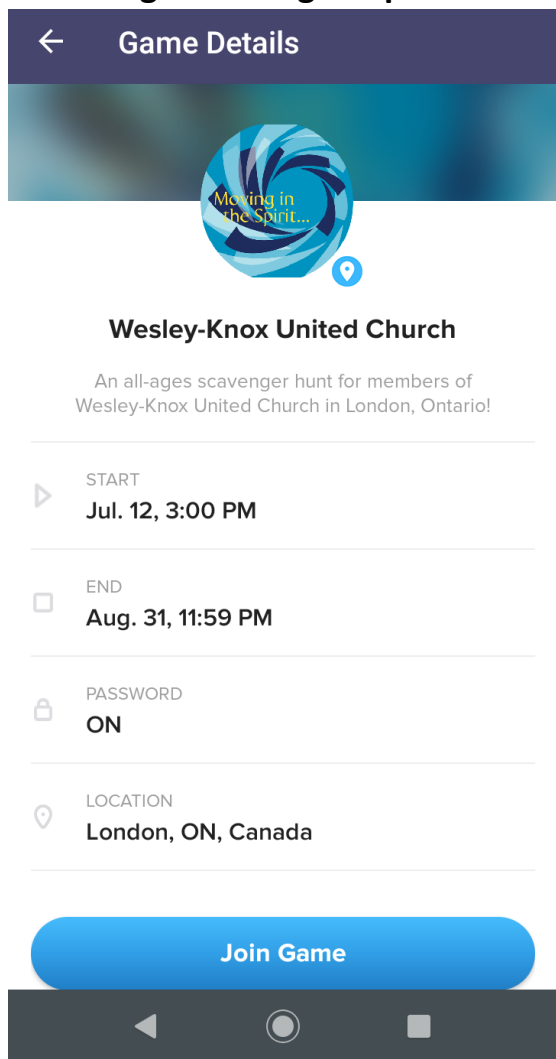 Game Details
Moving in
the Spirit...
Wesley-Knox United Church
An all-ages scavenger hunt for members of
Wesley-Knox United Church in London, Ontario!
START
Jul. 12, 3:00 PM
END
Aug. 31, 11:59 PM
PASSWORD
ON
LOCATION
London, ON, Canada
Join Game